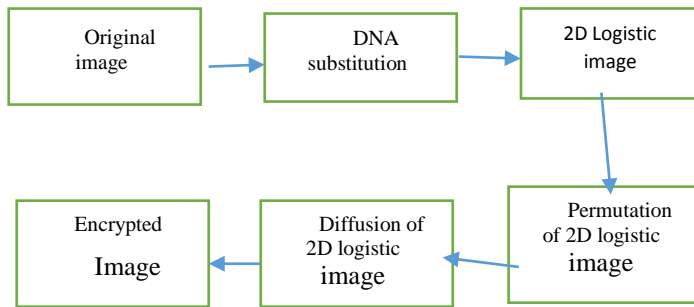 Original
image
DNA
substitution
2D Logistic
image
Permutation
of 2D logistic
image
Diffusion of
2D logistic
image
Encrypted
Image